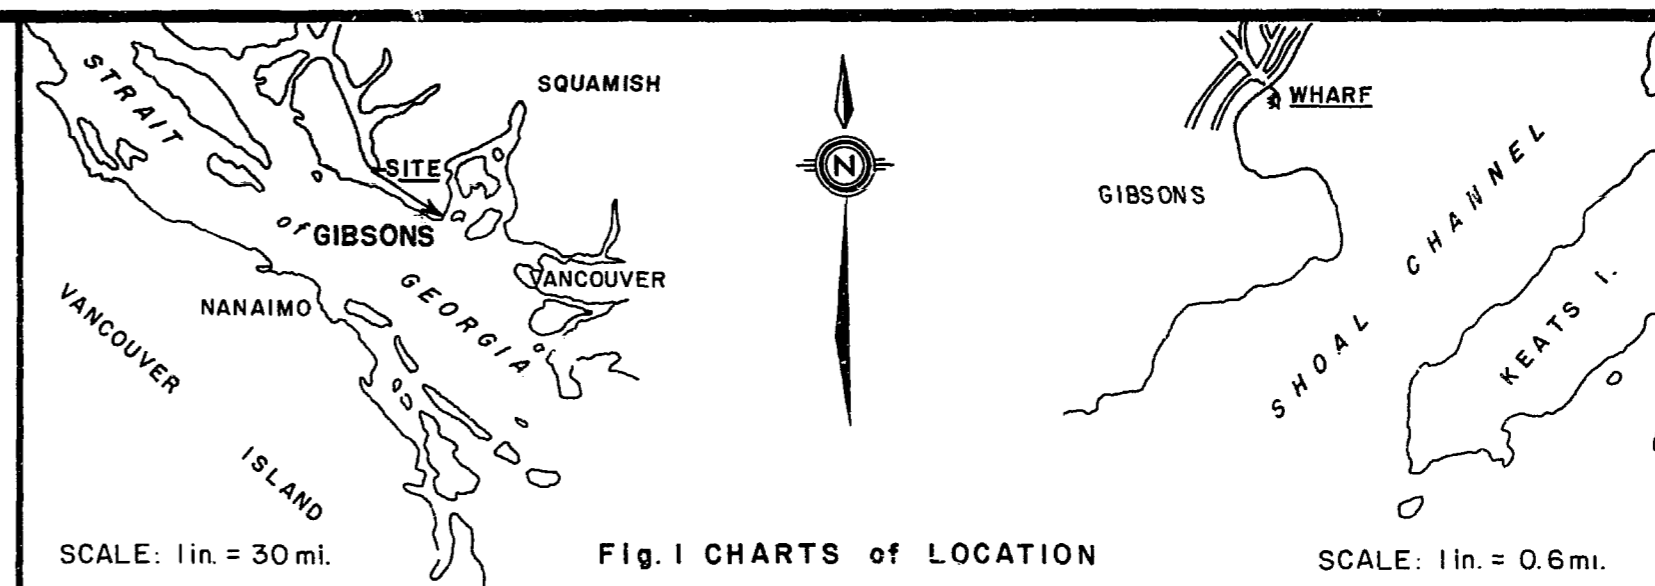 STRAIT
of
GEORGIA
SQUAMISH
SITE
GIBSONS
VANCOUVER
NANAIMO
VANCOUVER
ISLAND
SCALE: 1 in. = 30 mi.
N
Fig. 1 CHARTS of LOCATION
WHARF
GIBSONS
SHOAL CHANNEL
KEATS I.
SCALE: 1 in. = 0.6 mi.